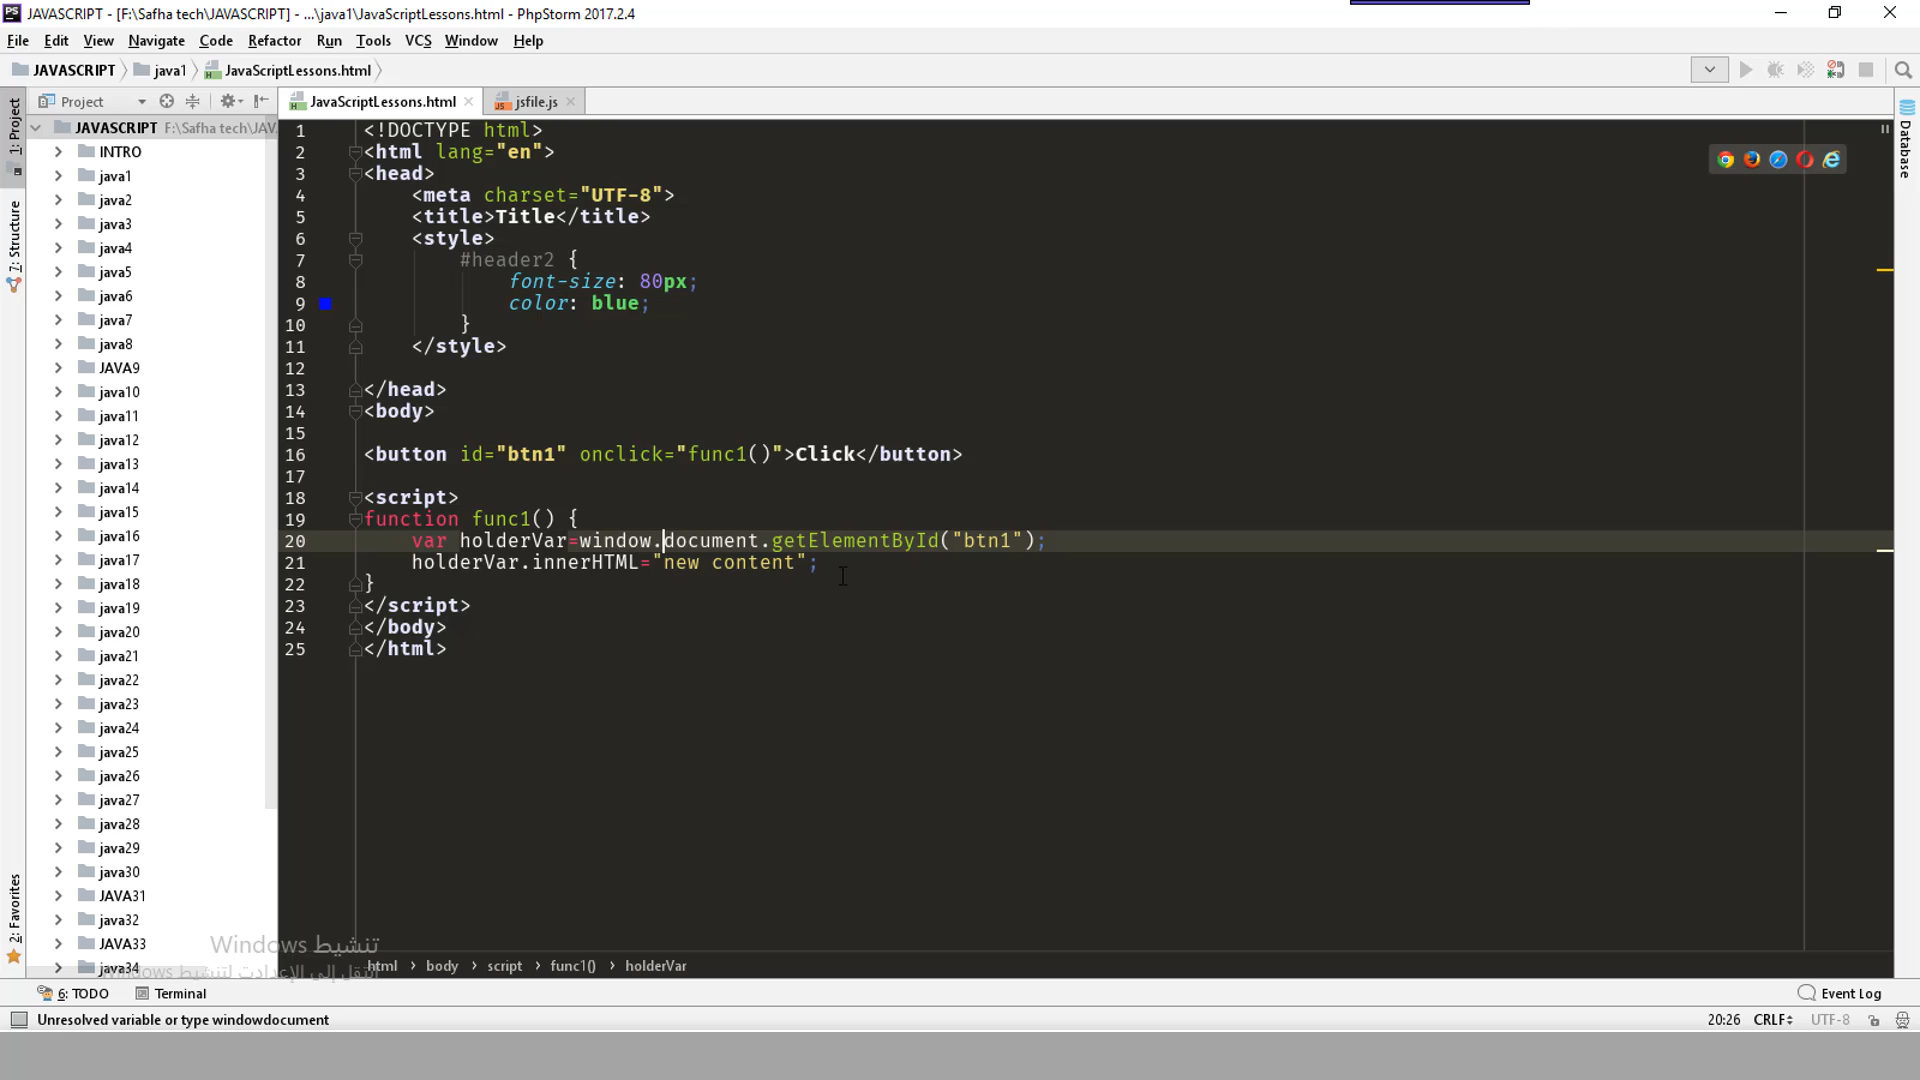 JAVASCRIPT - [F:\Safha tech\JAVASCRIPT] - ...\java1\JavaScriptLessons.html - PhpStorm 2017.2.4
File Edit View Navigate Code Refactor Run Tools VCS Window Help
JAVASCRIPT java1 JavaScriptLessons.html
Project JavaScriptLessons.html jsfile.js
1: Project
7: Structure
2: Favorites
Database
JAVASCRIPT F:\Safha tech\JAV
INTRO
java1
java2
java3
java4
java5
java6
java7
java8
JAVA9
java10
java11
java12
java13
java14
java15
java16
java17
java18
java19
java20
java21
java22
java23
java24
java25
java26
java27
java28
java29
java30
JAVA31
java32
JAVA33
java34
1 <!DOCTYPE html>
2 <html lang="en">
3 <head>
4 <meta charset="UTF-8">
5 <title>Title</title>
6 <style>
7 #header2 {
8 font-size: 80px;
9 color: blue;
10 }
11 </style>
12
13 </head>
14 <body>
15
16 <button id="btn1" onclick="func1()">Click</button>
17
18 <script>
19 function func1() {
20 var holderVar=window.document.getElementById("btn1");
21 holderVar.innerHTML="new content";
22 }
23 </script>
24 </body>
25 </html>
تنشيط Windows
انتقل إلى الإعدادات لتنشيط Windows
html body script func1() holderVar
6: TODO Terminal Event Log
Unresolved variable or type windowdocument 20:26 CRLF UTF-8